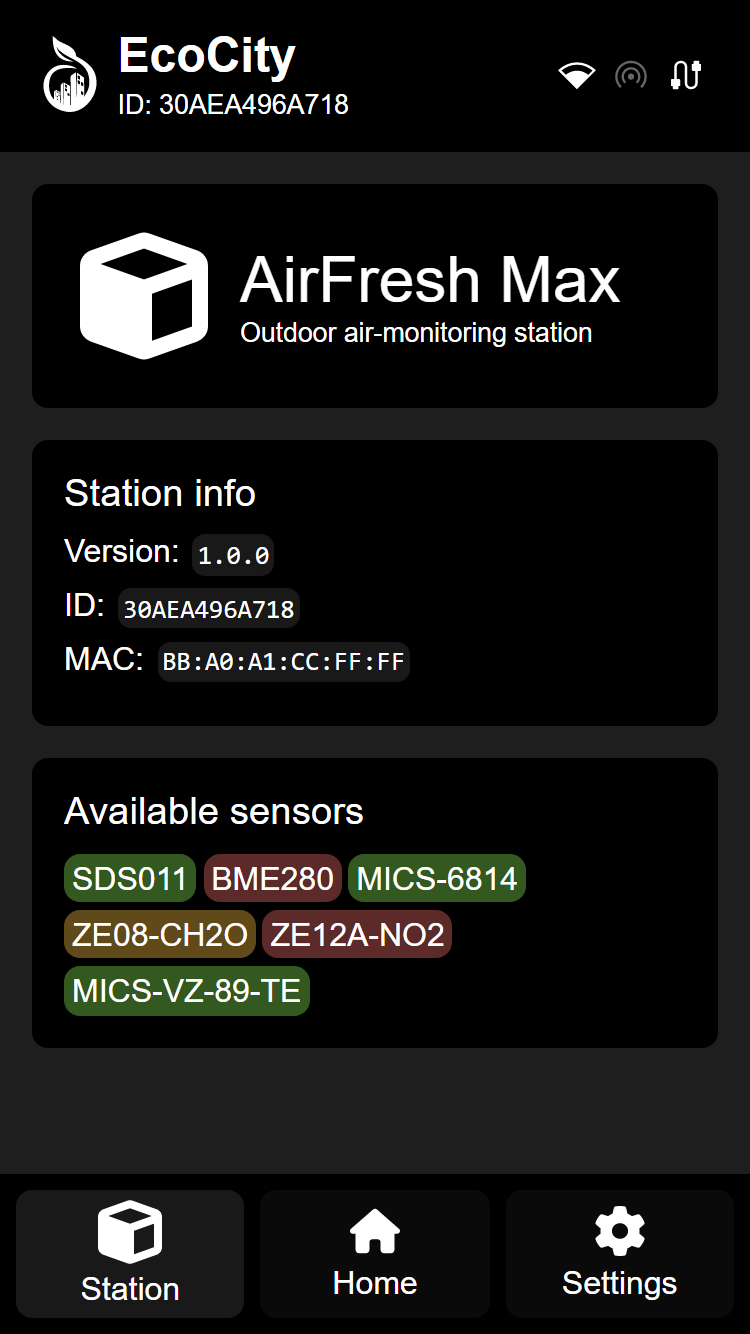 EcoCity
ID: 30AEA496A718
AirFresh Max
Outdoor air-monitoring station
Station info
Version: 1.0.0
ID: 30AEA496A718
MAC: BB:A0:A1:CC:FF:FF
Available sensors
SDS011 BME280 MICS-6814
ZE08-CH2O ZE12A-NO2
MICS-VZ-89-TE
Station Home Settings